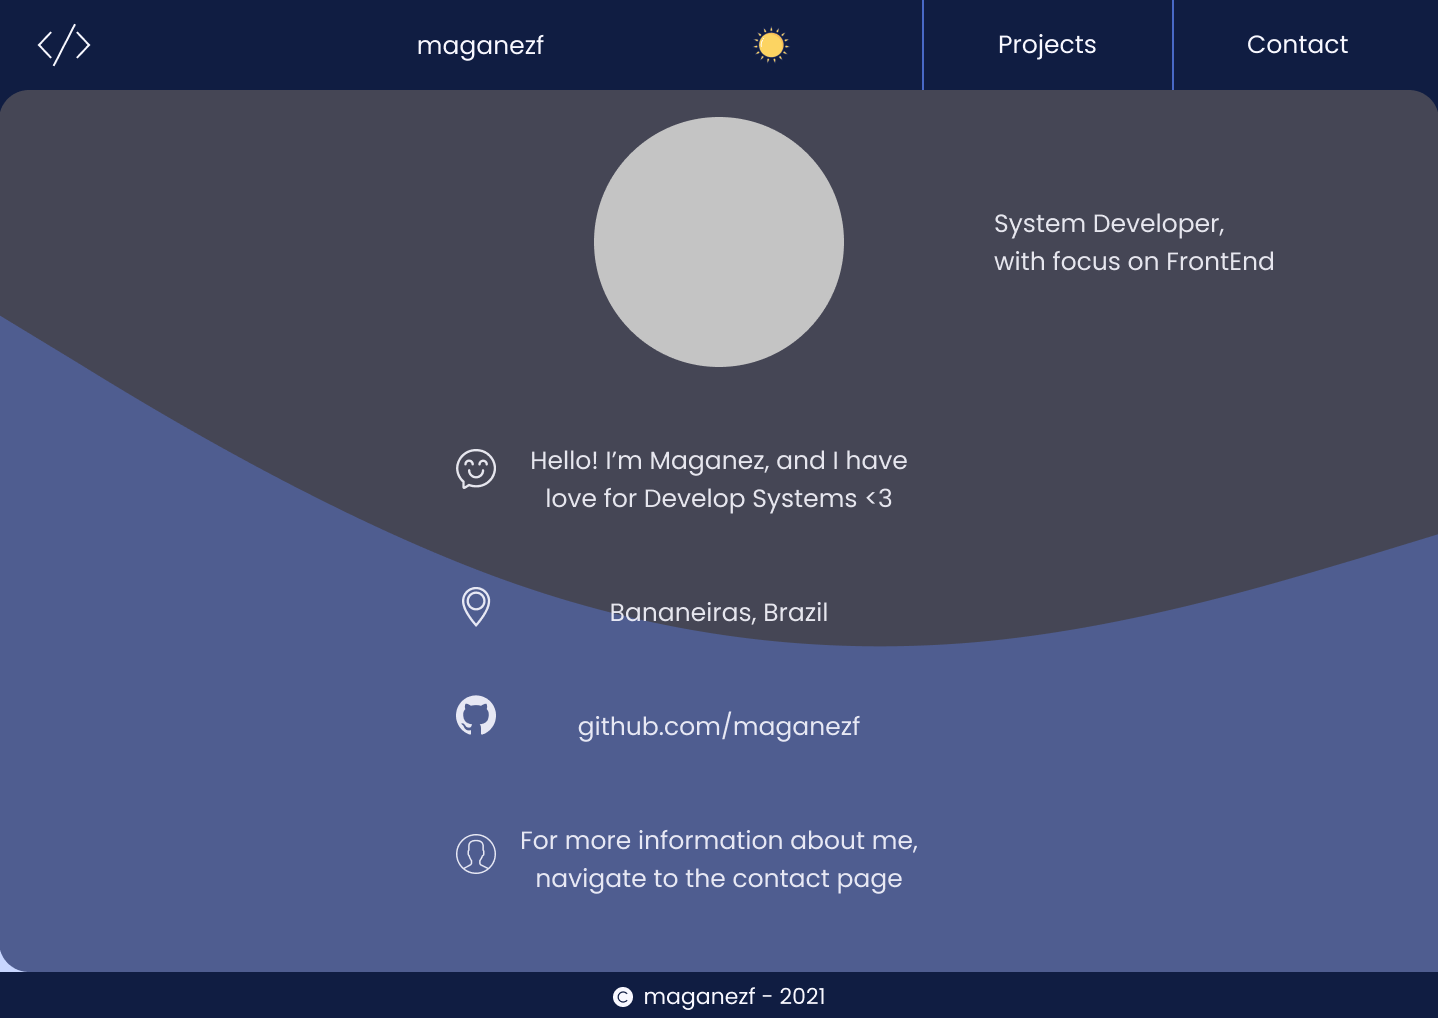 maganezf
Projects
Contact
System Developer,
with focus on FrontEnd
Hello! I’m Maganez, and I have
love for Develop Systems <3
Bananeiras, Brazil
github.com/maganezf
For more information about me,
navigate to the contact page
© maganezf - 2021